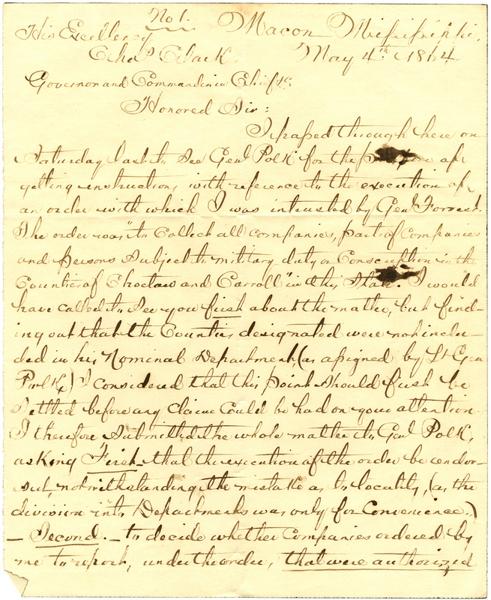 No 1. Macon Mississippi.
His Excellency
Chas Clark. May 4th 1864
Governor and Commander in Chief &c
Honored Sir:
I passed through here on
Saturday last to See Genl Polk for the of
getting instructions with reference to the execution of
an order with which I was intrusted by Genl Forrest.
The order was "to Collect all companies, parts of Companies
and persons Subject to military duty or Conscription in the
Counties of Choctaw and Carroll" in this State. I would
have called to See you first about the matter, but find-
ing out that the Counties designated were not inclu-
ded in his Nominal Department, (as assigned by Lt Gen
Polk,) I considered that this point Should first be
Settled before any claim Could be had on your attention.
I therefore Submitted the whole matter to Genl Polk,
asking First that the execution of the order be endor-
sed, notwithstanding the mistake as to locality, (as the
division into Departments was only for Convenience.)
- Second. - to decide whether Companies ordered by
me to report, under the order, that were authorized